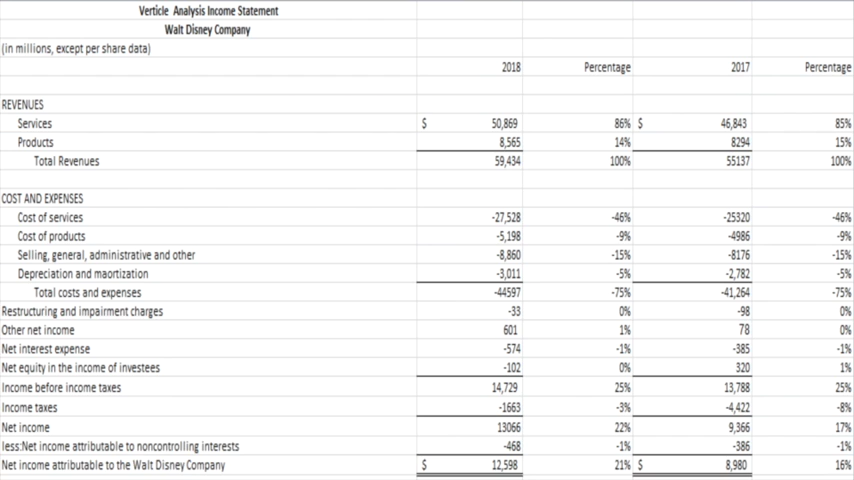 Verticle Analysis Income Statement
Walt Disney Company
(in millions, except per share data)
2018 Percentage 2017 Percentage
REVENUES
Services $ 50,869 86% $ 46,843 85%
Products 8,565 14% 8294 15%
Total Revenues 59,434 100% 55137 100%
COST AND EXPENSES
Cost of services -27,528 -46% -25320 -46%
Cost of products -5,198 -9% -4986 -9%
Selling, general, administrative and other -8,860 -15% -8176 -15%
Depreciation and maortization -3,011 -5% -2,782 -5%
Total costs and expenses -44597 -75% -41,264 -75%
Restructuring and impairment charges -33 0% -98 0%
Other net income 601 1% 78 0%
Net interest expense -574 -1% -385 -1%
Net equity in the income of investees -102 0% 320 1%
Income before income taxes 14,729 25% 13,788 25%
Income taxes -1663 -3% -4,422 -8%
Net income 13066 22% 9,366 17%
less:Net income attributable to noncontrolling interests -468 -1% -386 -1%
Net income attributable to the Walt Disney Company $ 12,598 21% $ 8,980 16%